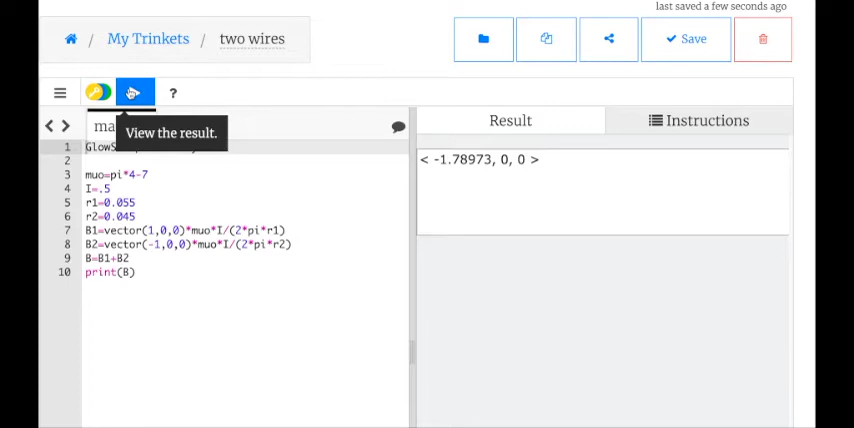 last saved a few seconds ago
/ My Trinkets / two wires
Save
?
ma
View the result.
Result
Instructions
1 GlowS
2
3 muo=pi*4-7
4 I=.5
5 r1=0.055
6 r2=0.045
7 B1=vector(1,0,0)*muo*I/(2*pi*r1)
8 B2=vector(-1,0,0)*muo*I/(2*pi*r2)
9 B=B1+B2
10 print(B)
< -1.78973, 0, 0 >